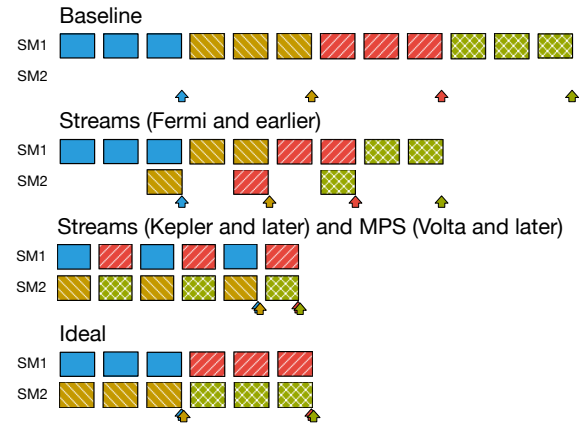 Baseline
SM1
SM2
Streams (Fermi and earlier)
SM1
SM2
Streams (Kepler and later) and MPS (Volta and later)
SM1
SM2
Ideal
SM1
SM2